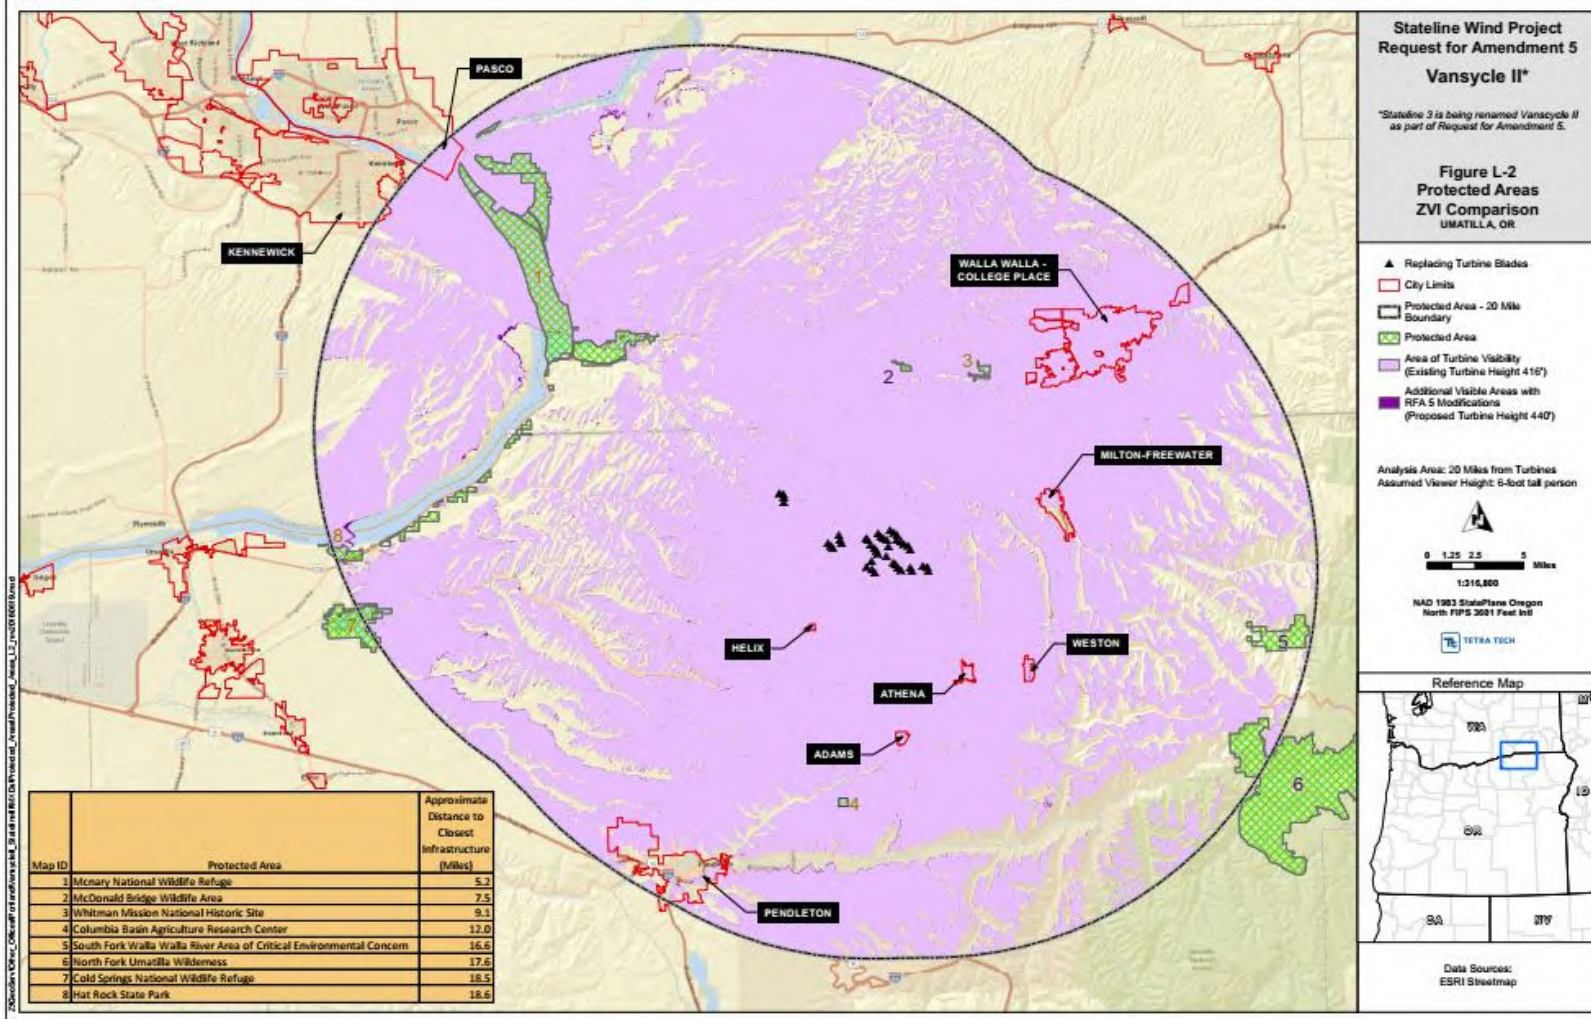 Stateline Wind Project
Request for Amendment 5
Vansycle II*
*Stateline 3 is being renamed Vansycle II
as part of Request for Amendment 5.
Figure L-2
Protected Areas
ZVI Comparison
UMATILLA, OR
Replacing Turbine Blades
City Limits
Protected Area - 20 Mile
Boundary
Protected Area
Area of Turbine Visibility
(Existing Turbine Height 416')
Additional Visible Areas with
RFA 5 Modifications
(Proposed Turbine Height 440')
Analysis Area: 20 Miles from Turbines
Assumed Viewer Height: 6-foot tall person
N
0 1.25 2.5 5
Miles
1:316,800
NAD 1983 StatePlane Oregon
North FIPS 3601 Feet Intl
TETRA TECH
Reference Map
WA
OR
ID
CA
NV
Data Sources:
ESRI Streetmap
PASCO
KENNEWICK
WALLA WALLA -
COLLEGE PLACE
MILTON-FREEWATER
HELIX
WESTON
ATHENA
ADAMS
PENDLETON
Pasco
Plymouth
Umatilla
1
2
3
4
5
6
7
8
Map ID Protected Area Approximate Distance to Closest Infrastructure (Miles)
1 Mcnary National Wildlife Refuge 5.2
2 McDonald Bridge Wildlife Area 7.5
3 Whitman Mission National Historic Site 9.1
4 Columbia Basin Agriculture Research Center 12.0
5 South Fork Walla Walla River Area of Critical Environmental Concern 16.6
6 North Fork Umatilla Wilderness 17.6
7 Cold Springs National Wildlife Refuge 18.5
8 Hat Rock State Park 18.6